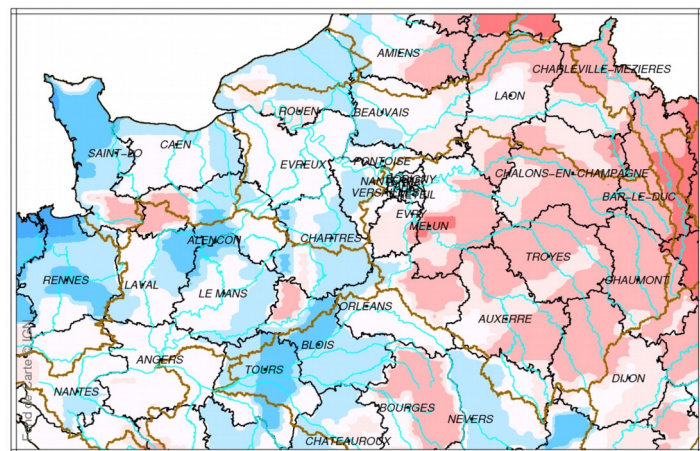 AMIENS
CHARLEVILLE-MEZIERES
LAON
ROUEN
BEAUVAIS
SAINT-LO
CAEN
EVREUX
PONTOISE
CHALONS-EN-CHAMPAGNE
BAR-LE-DUC
EVRY
MELUN
ALENCON
CHARTRES
TROYES
RENNES
LAVAL
LE MANS
CHAUMONT
ORLEANS
AUXERRE
BLOIS
ANGERS
TOURS
DIJON
NANTES
BOURGES
NEVERS
CHATEAUROUX